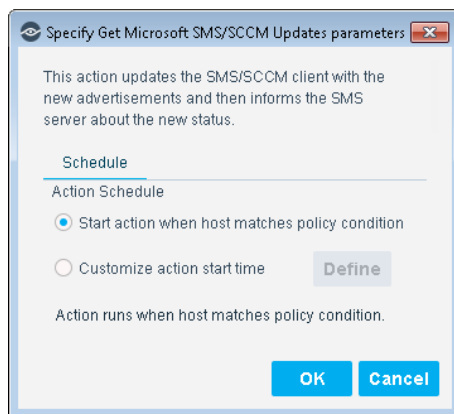 Specify Get Microsoft SMS/SCCM Updates parameters
This action updates the SMS/SCCM client with the
new advertisements and then informs the SMS
server about the new status.
Schedule
Action Schedule
Start action when host matches policy condition
Customize action start time
Define
Action runs when host matches policy condition.
OK
Cancel